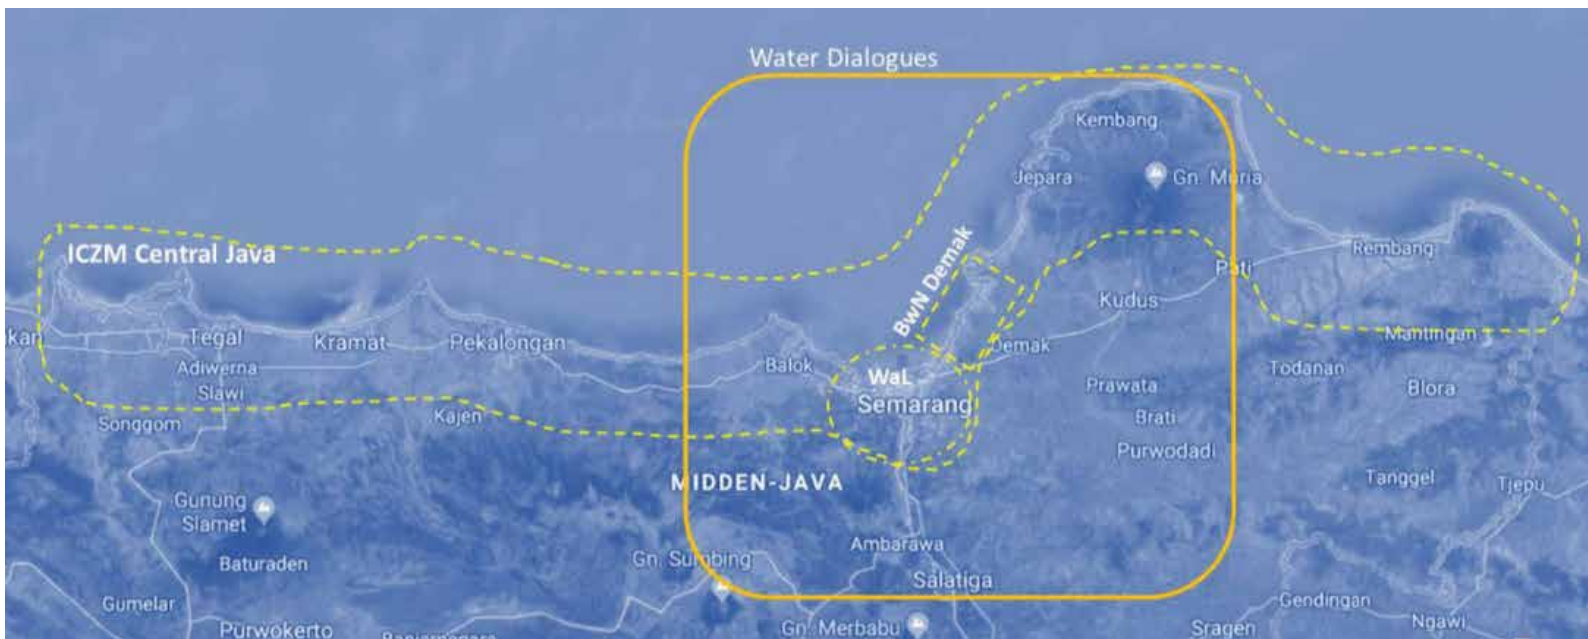 Water Dialogues
Kembang
Jepara
Gn. Muria
ICZM Central Java
BwN Demak
Rembang
Pati
Kudus
kan
Tegal
Kramat
Pekalongan
Demak
Mantingan
Adiwerna
Balok
Todanan
Slawi
WaL
Semarang
Prawata
Blora
Songgom
Kajen
Brati
Purwodadi
MIDDEN-JAVA
Tanggel
Tjepu
Gunung
Slamet
Baturaden
Gn. Sumbing
Ambarawa
Salatiga
Gumelar
Gendingan
Purwokerto
Banjarnegara
Gn. Merbabu
Sragen
Ngawi